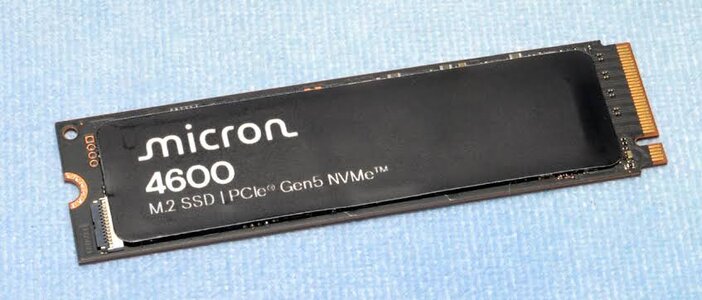 micron
4600
M.2 SSD | PCIe® Gen5 NVMe™